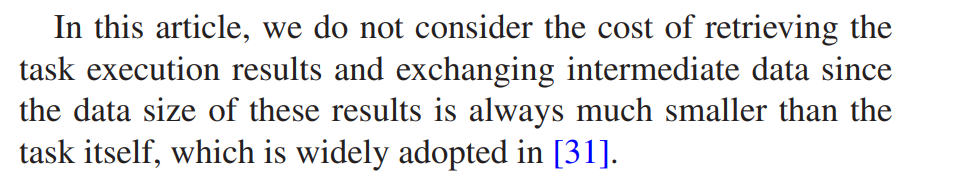 In this article, we do not consider the cost of retrieving the
task execution results and exchanging intermediate data since
the data size of these results is always much smaller than the
task itself, which is widely adopted in [31].